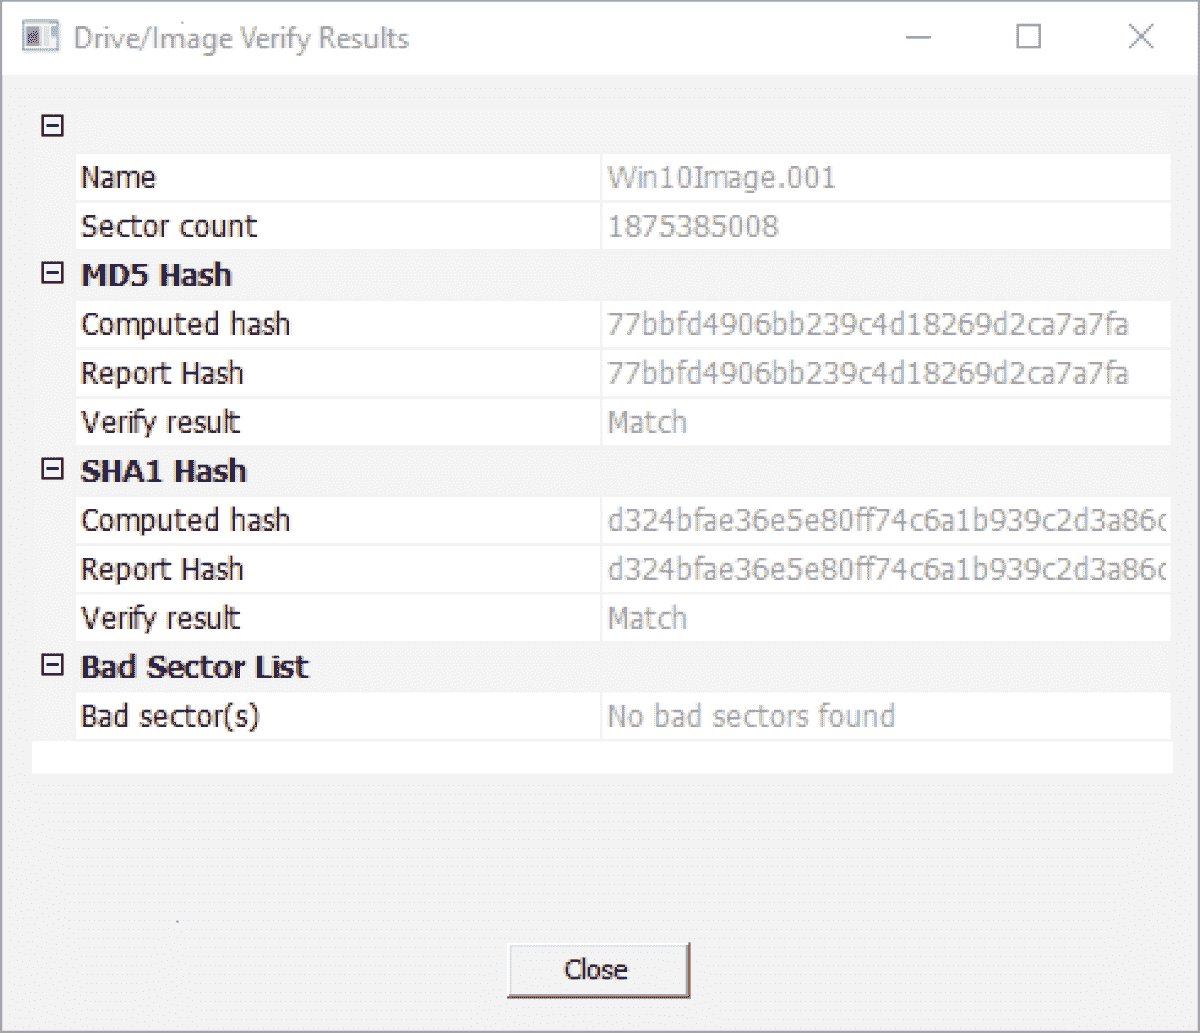 Drive/Image Verify Results
Name Win10Image.001
Sector count 1875385008
MD5 Hash
Computed hash 77bbfd4906bb239c4d18269d2ca7a7fa
Report Hash 77bbfd4906bb239c4d18269d2ca7a7fa
Verify result Match
SHA1 Hash
Computed hash d324bfae36e5e80ff74c6a1b939c2d3a86c
Report Hash d324bfae36e5e80ff74c6a1b939c2d3a86c
Verify result Match
Bad Sector List
Bad sector(s) No bad sectors found
Close